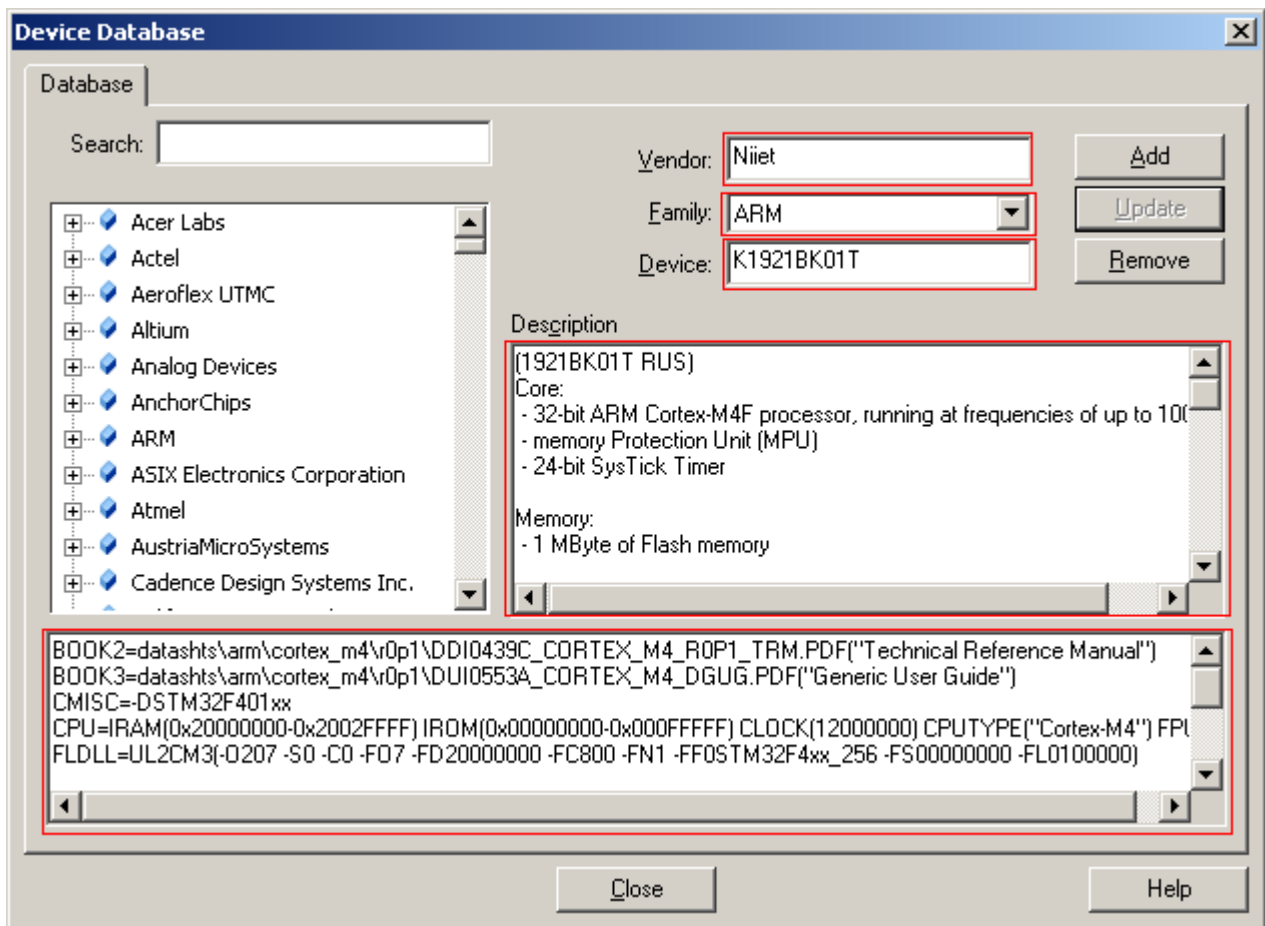 Device Database
Database
Search:
Vendor: Niiet
Add
Family: ARM
Update
Device: K1921BK01T
Remove
Acer Labs
Actel
Aeroflex UTMC
Altium
Analog Devices
AnchorChips
ARM
ASIX Electronics Corporation
Atmel
AustriaMicroSystems
Cadence Design Systems Inc.
Description
(1921BK01T RUS)
Core:
- 32-bit ARM Cortex-M4F processor, running at frequencies of up to 100
- memory Protection Unit (MPU)
- 24-bit SysTick Timer
Memory:
- 1 MByte of Flash memory
BOOK2=datashts\arm\cortex_m4\r0p1\DDI0439C_CORTEX_M4_R0P1_TRM.PDF("Technical Reference Manual")
BOOK3=datashts\arm\cortex_m4\r0p1\DUI0553A_CORTEX_M4_DGUG.PDF("Generic User Guide")
CMISC=-DSTM32F401xx
CPU=IRAM(0x20000000-0x2002FFFF) IROM(0x00000000-0x000FFFFF) CLOCK(12000000) CPUTYPE("Cortex-M4") FPU
FLDLL=UL2CM3(-O207 -S0 -C0 -FO7 -FD20000000 -FC800 -FN1 -FF0STM32F4xx_256 -FS00000000 -FL0100000)
Close
Help